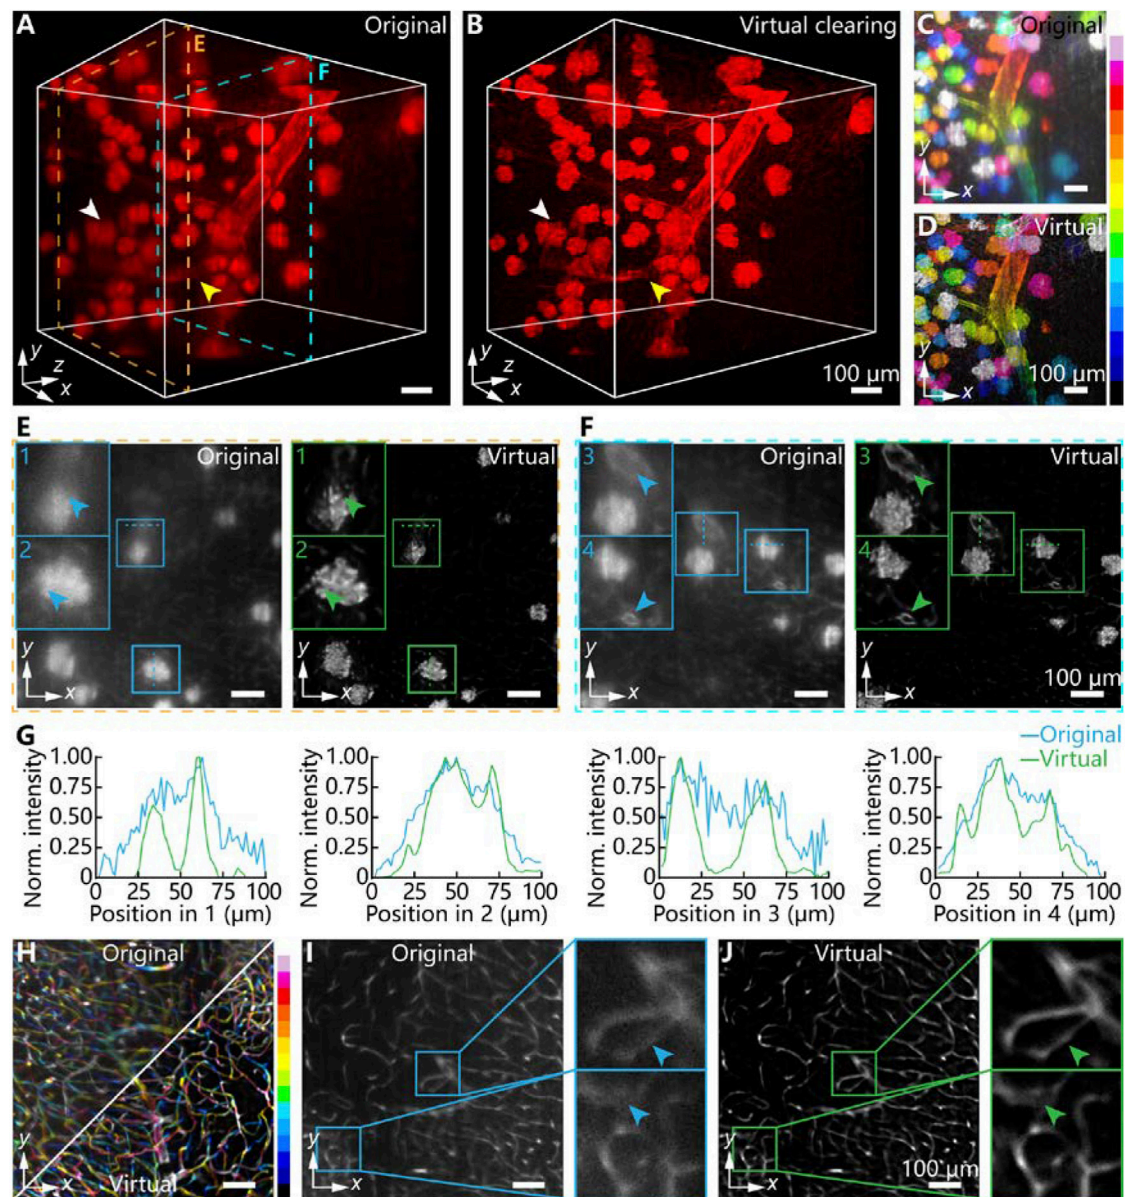 A Original
E
F
y
z
x
B Virtual clearing
y
z
x
100 μm
C Original
y
x
D Virtual
y
x
100 μm
E
1
Original
2
y
x
1
Virtual
2
y
x
F
3
Original
4
y
x
3
Virtual
4
y
x
100 μm
G
Original
Virtual
Norm. intensity
1.00
0.75
0.50
0.25
0
0 25 50 75 100
Position in 1 (μm)
Norm. intensity
1.00
0.75
0.50
0.25
0
0 25 50 75 100
Position in 2 (μm)
Norm. intensity
1.00
0.75
0.50
0.25
0
0 25 50 75 100
Position in 3 (μm)
Norm. intensity
1.00
0.75
0.50
0.25
0
0 25 50 75 100
Position in 4 (μm)
H Original
y
x
Virtual
I Original
y
x
J Virtual
y
x
100 μm